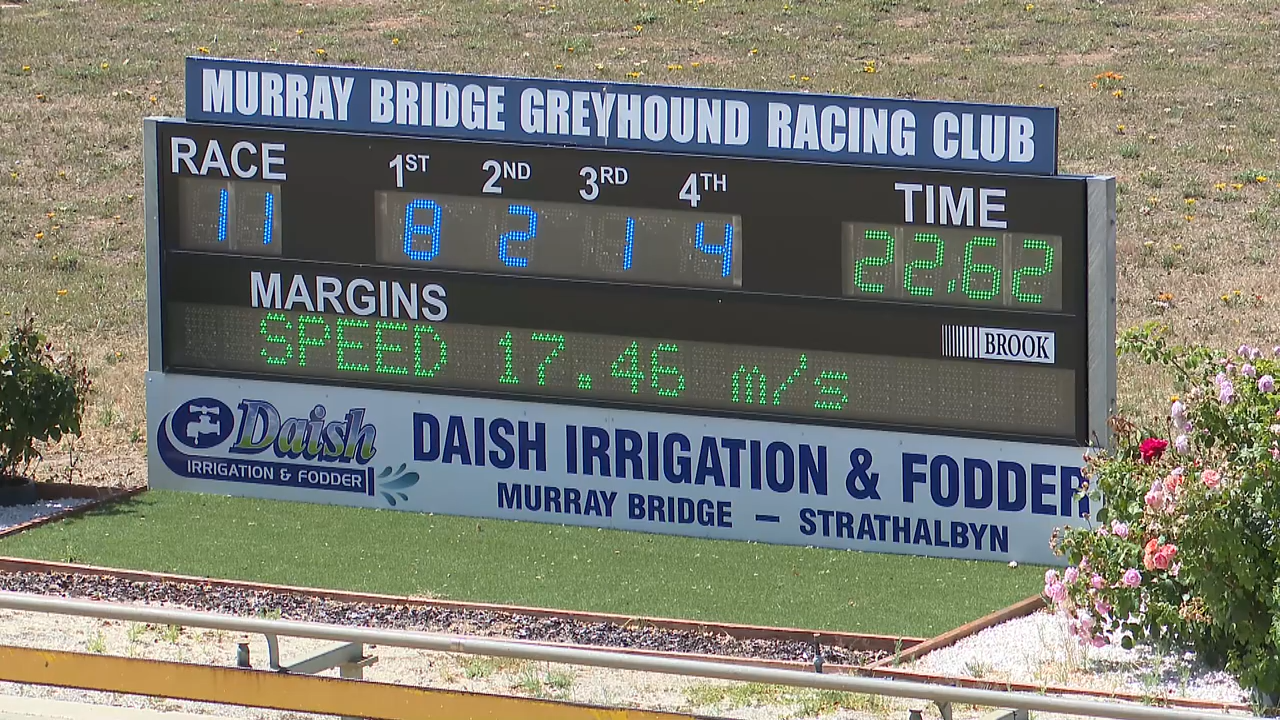 MURRAY BRIDGE GREYHOUND RACING CLUB
RACE 1ST 2ND 3RD 4TH TIME
11 8 2 1 4 22.62
MARGINS
BROOK
SPEED 17.46 m/s
Daish
IRRIGATION & FODDER
DAISH IRRIGATION & FODDER
MURRAY BRIDGE — STRATHALBYN